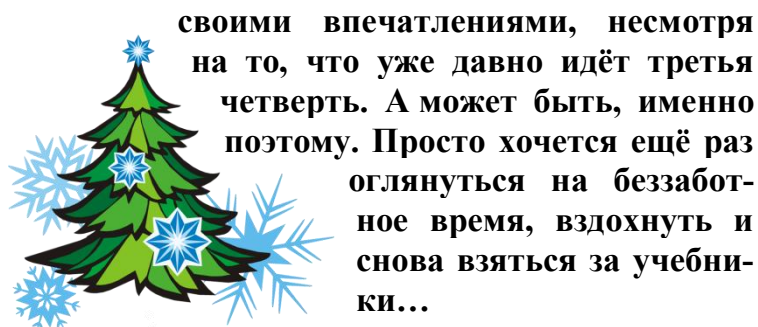 своими впечатлениями, несмотря
на то, что уже давно идёт третья
четверть. А может быть, именно
поэтому. Просто хочется ещё раз
оглянуться на беззабот-
ное время, вздохнуть и
снова взяться за учебни-
ки…